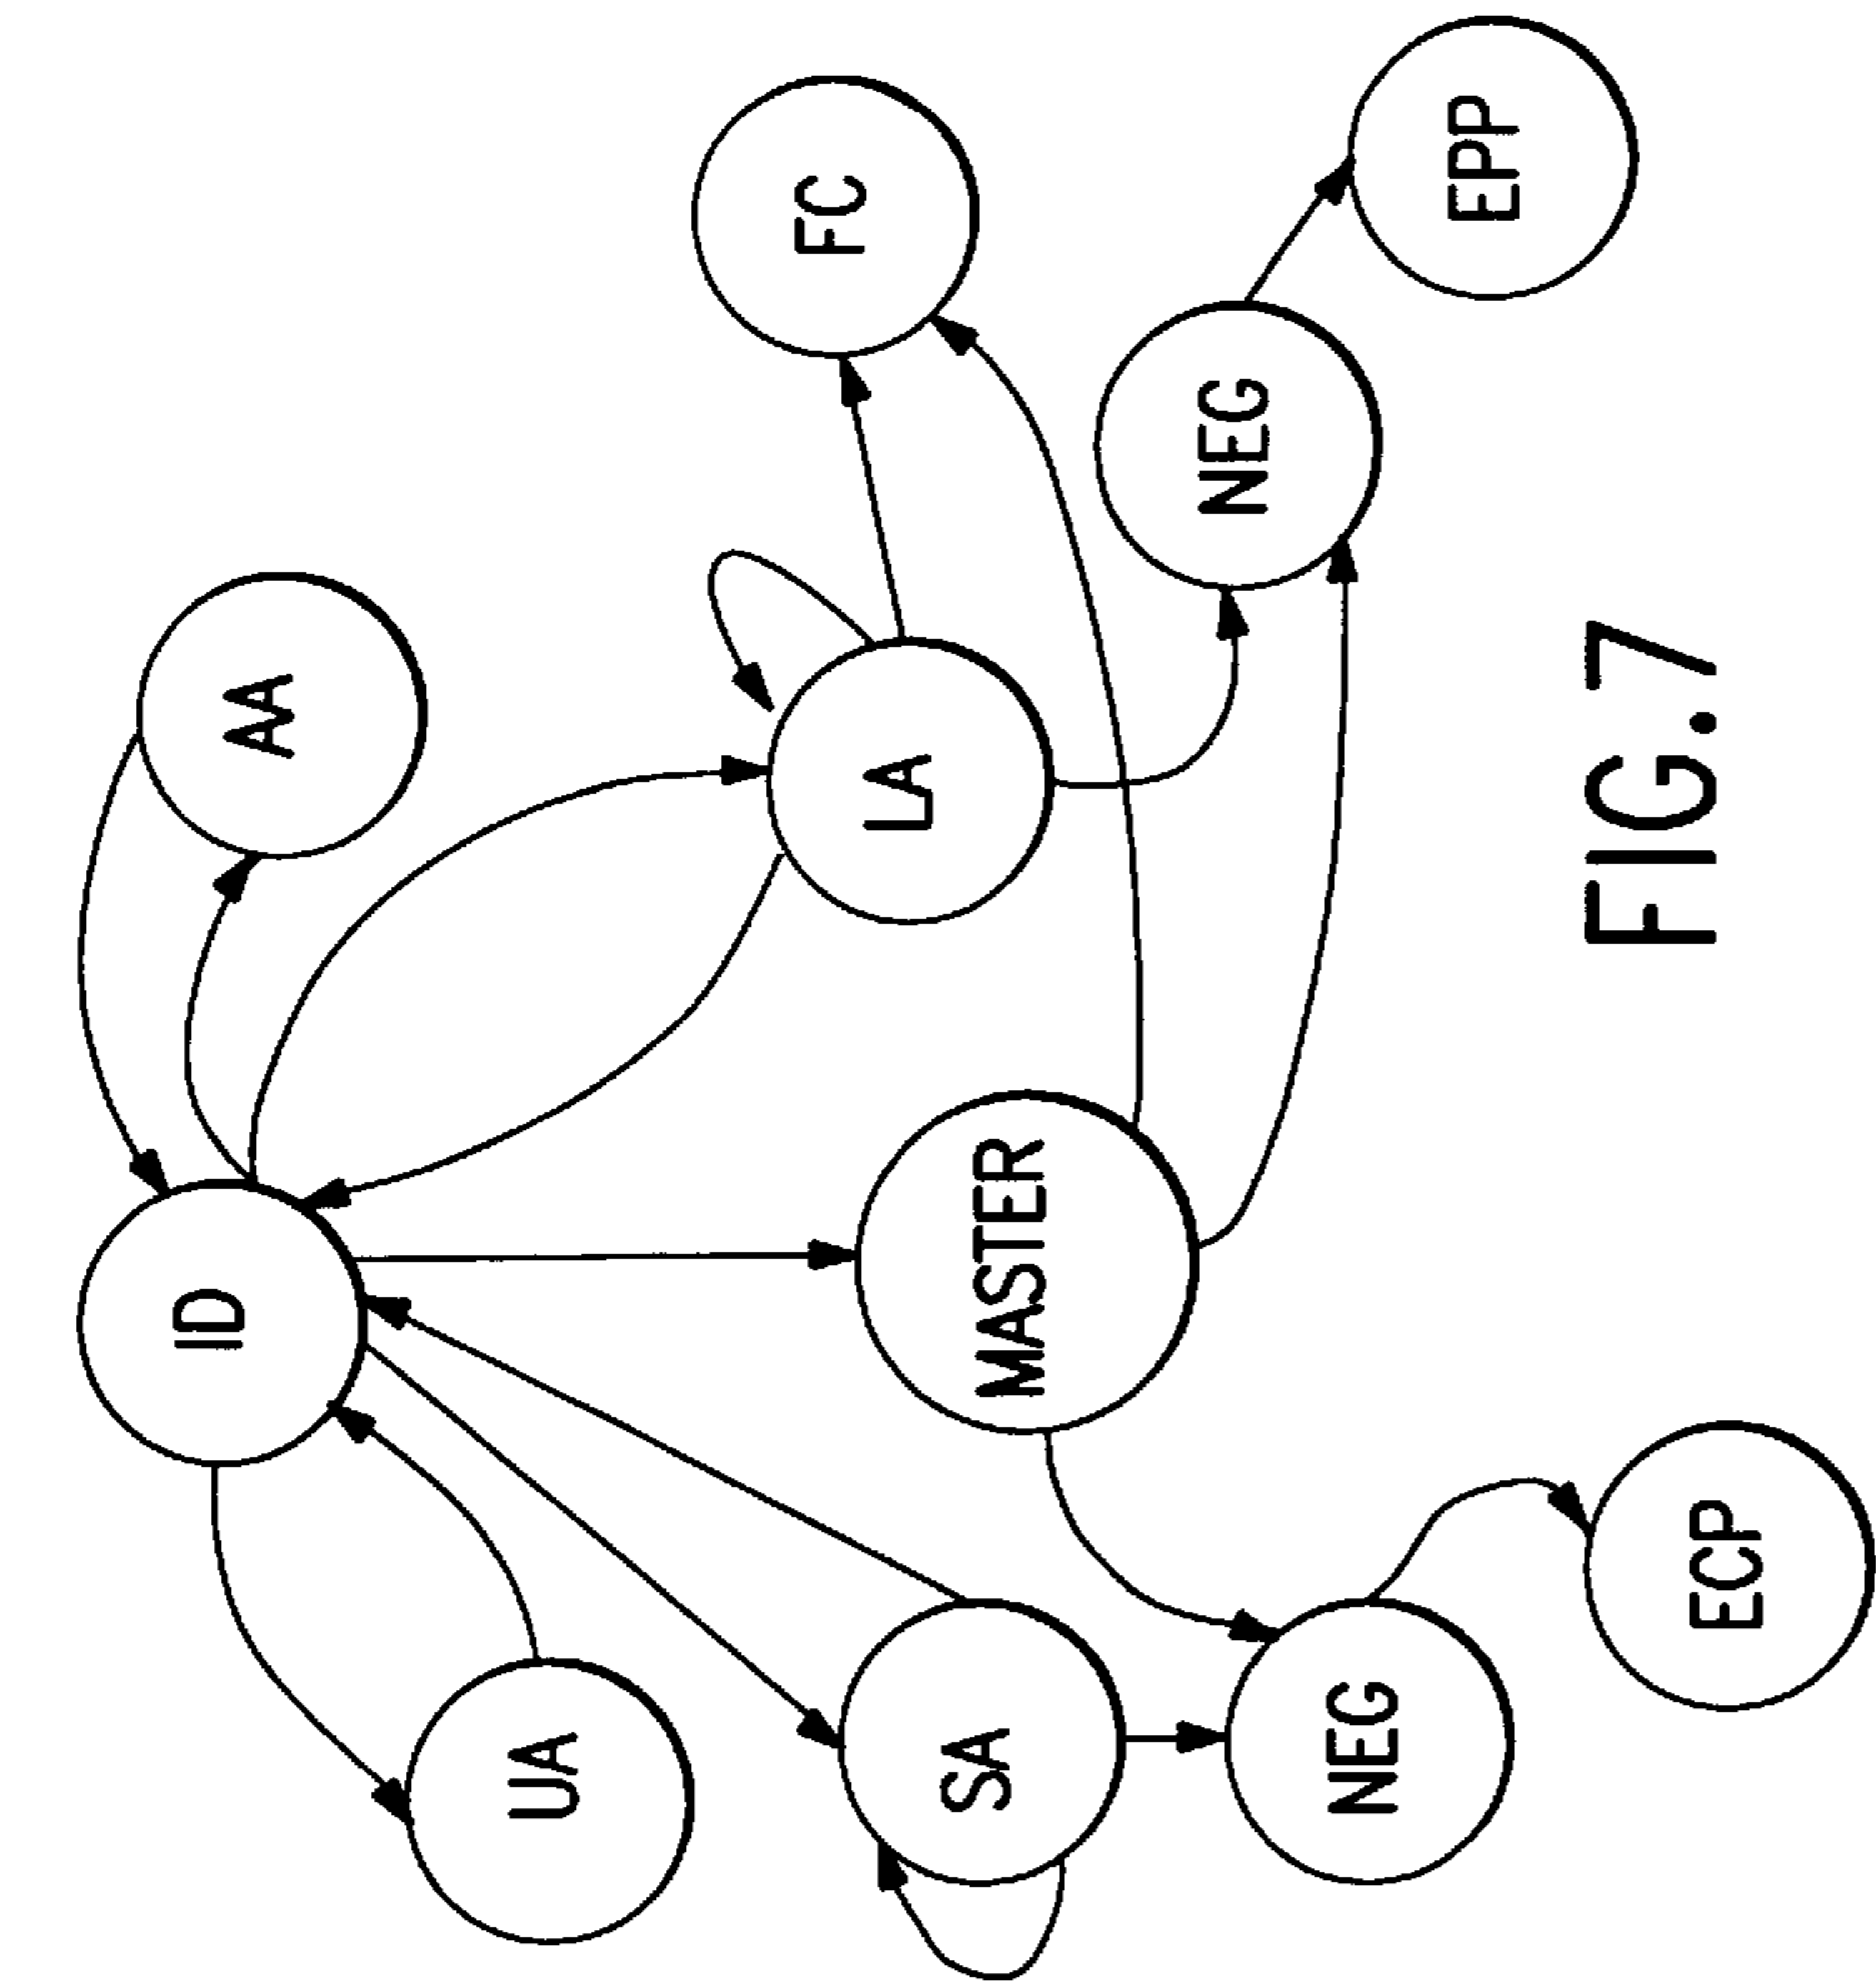 ID
AA
UA
LA
FC
SA
MASTER
NEG
NEG
ECP
EPP
FIG.7